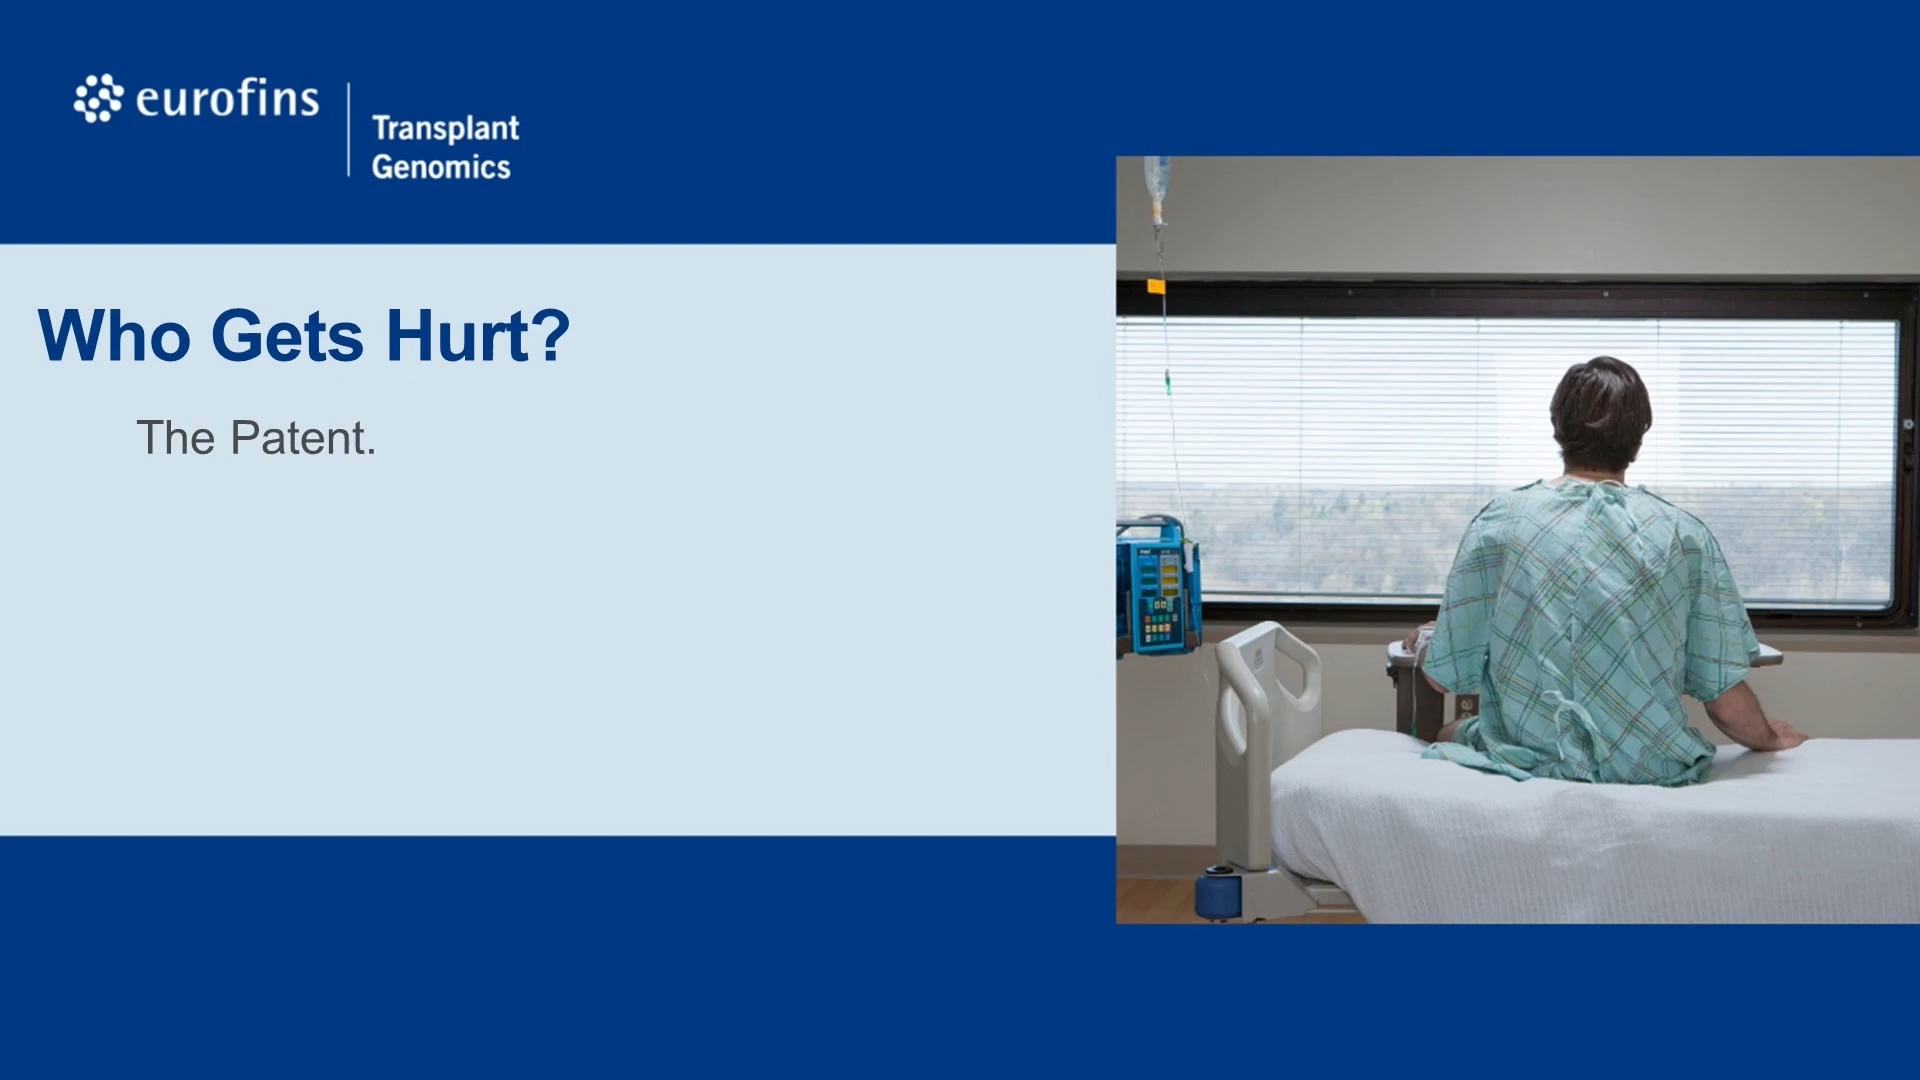 eurofins
Transplant
Genomics
Who Gets Hurt?
The Patent.